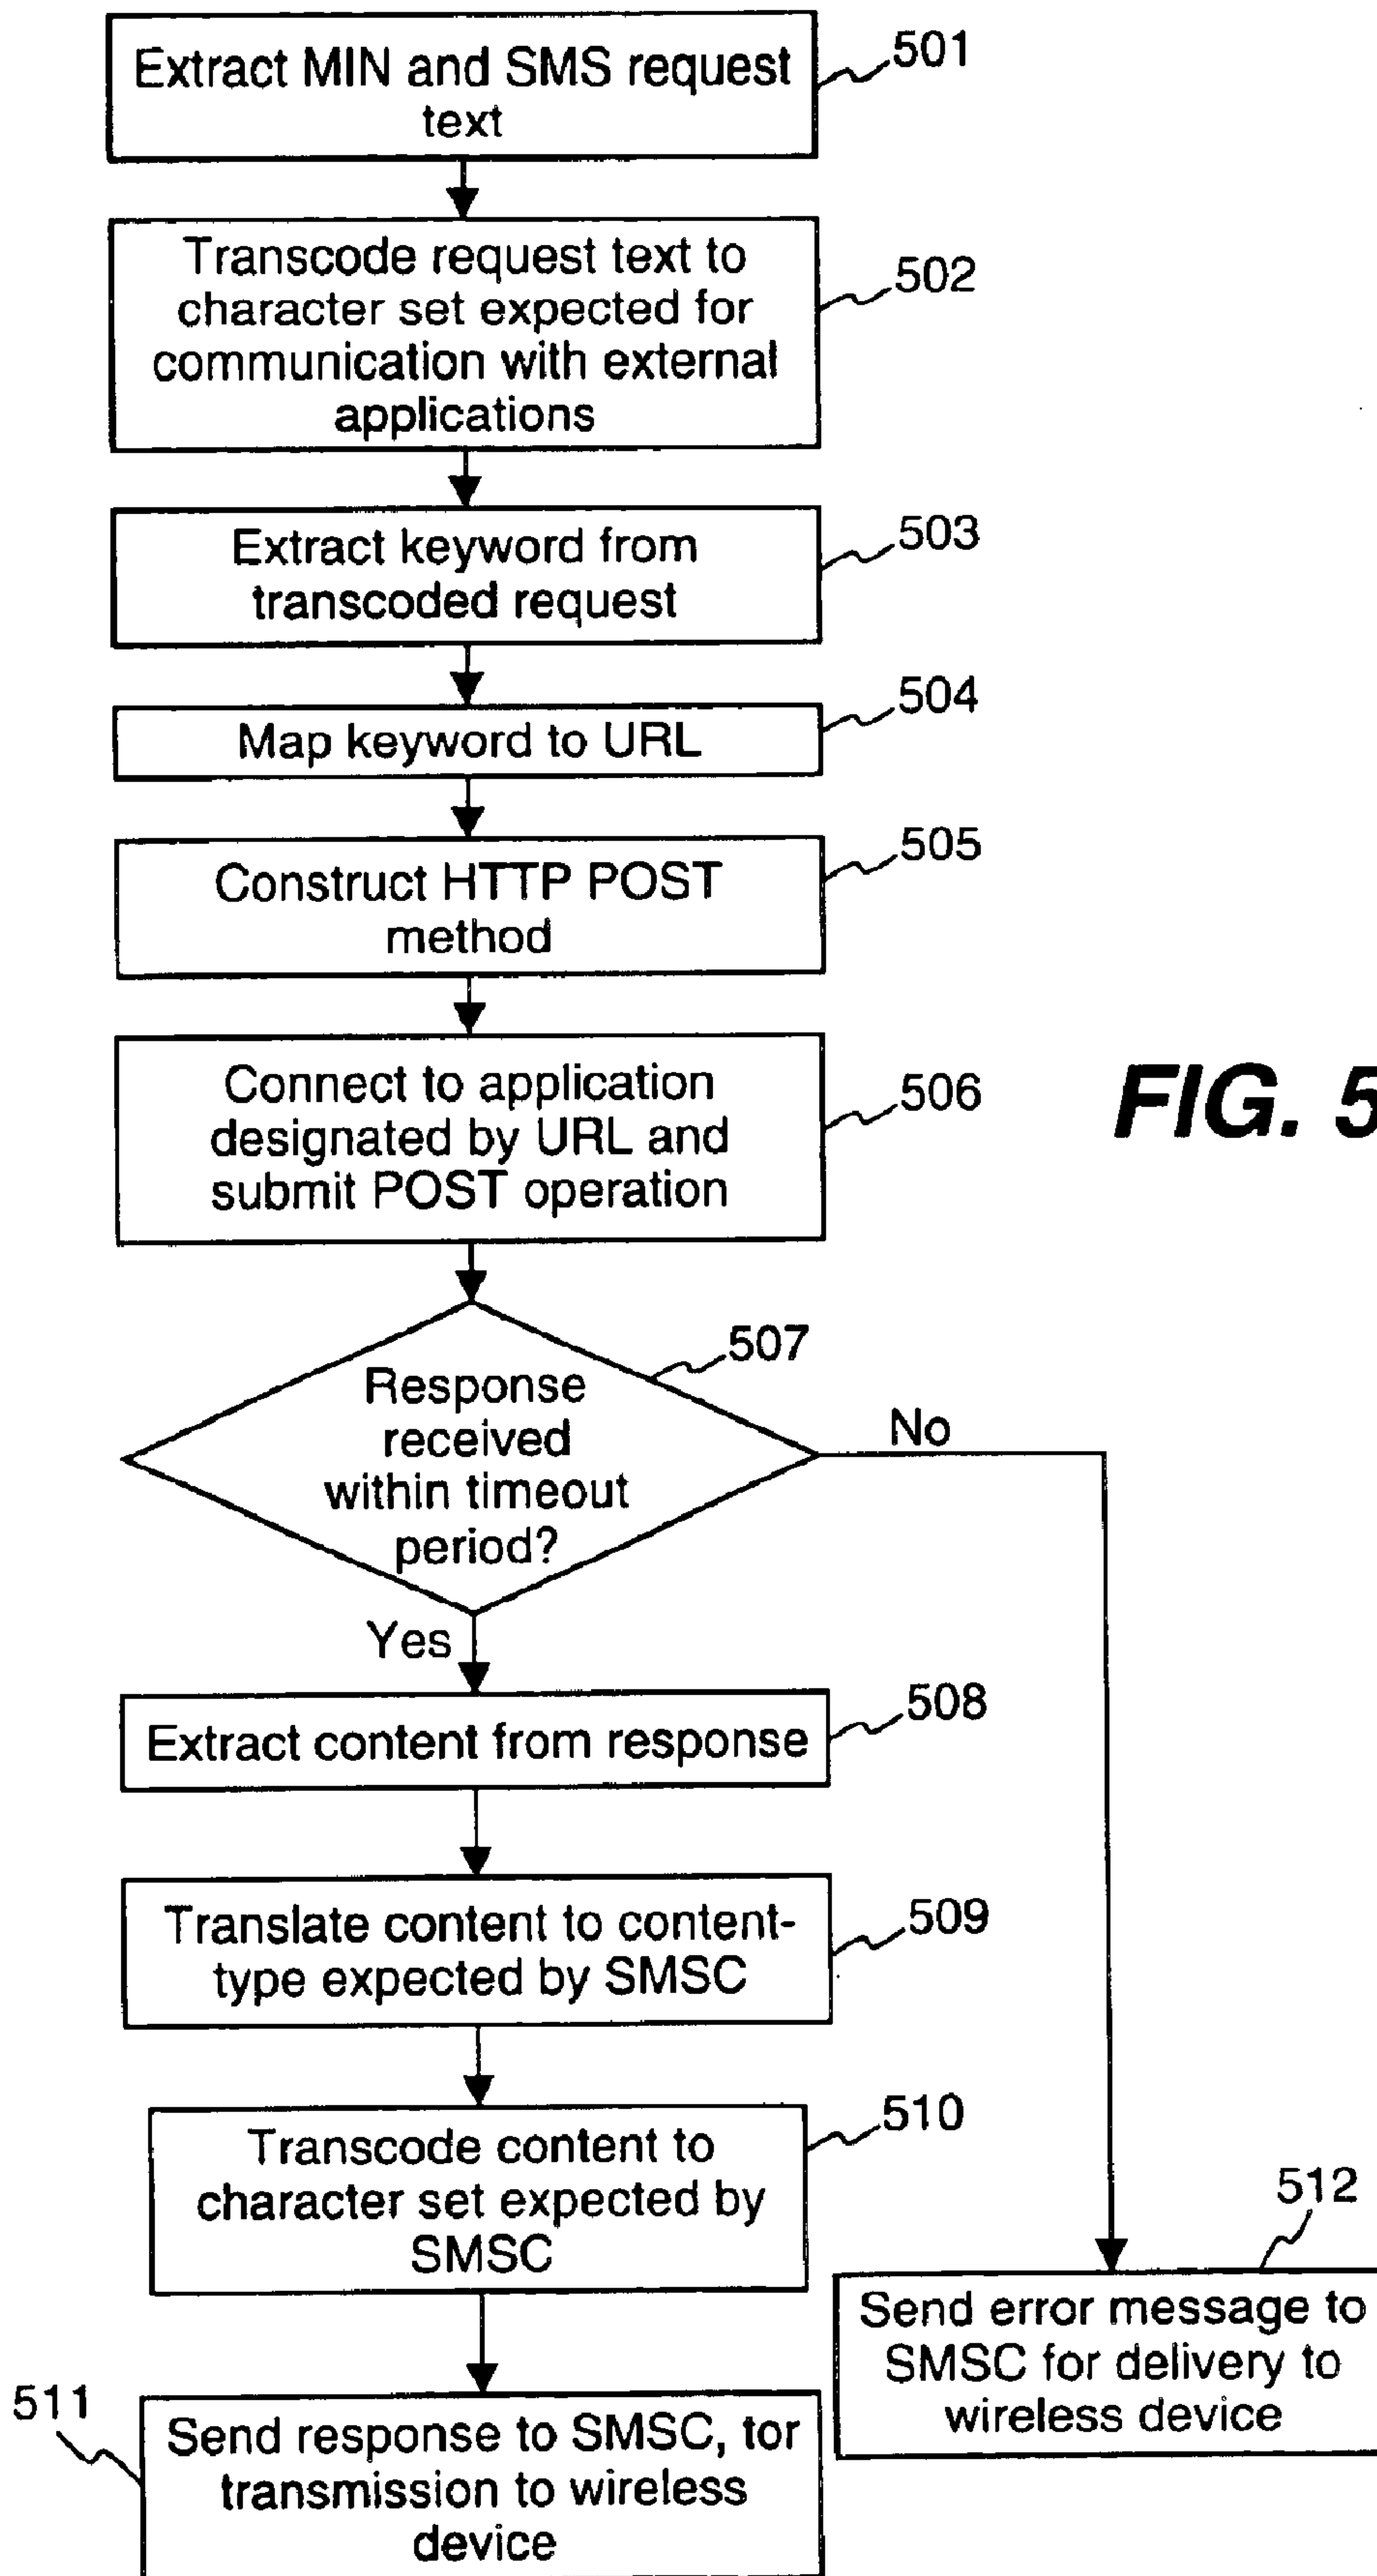 Extract MIN and SMS request
text
501
Transcode request text to
character set expected for
communication with external
applications
502
Extract keyword from
transcoded request
503
Map keyword to URL
504
Construct HTTP POST
method
505
Connect to application
designated by URL and
submit POST operation
506
FIG. 5
Response
received
within timeout
period?
507
No
Yes
Extract content from response
508
Translate content to content-
type expected by SMSC
509
Transcode content to
character set expected by
SMSC
510
Send response to SMSC, tor
transmission to wireless
device
511
Send error message to
SMSC for delivery to
wireless device
512